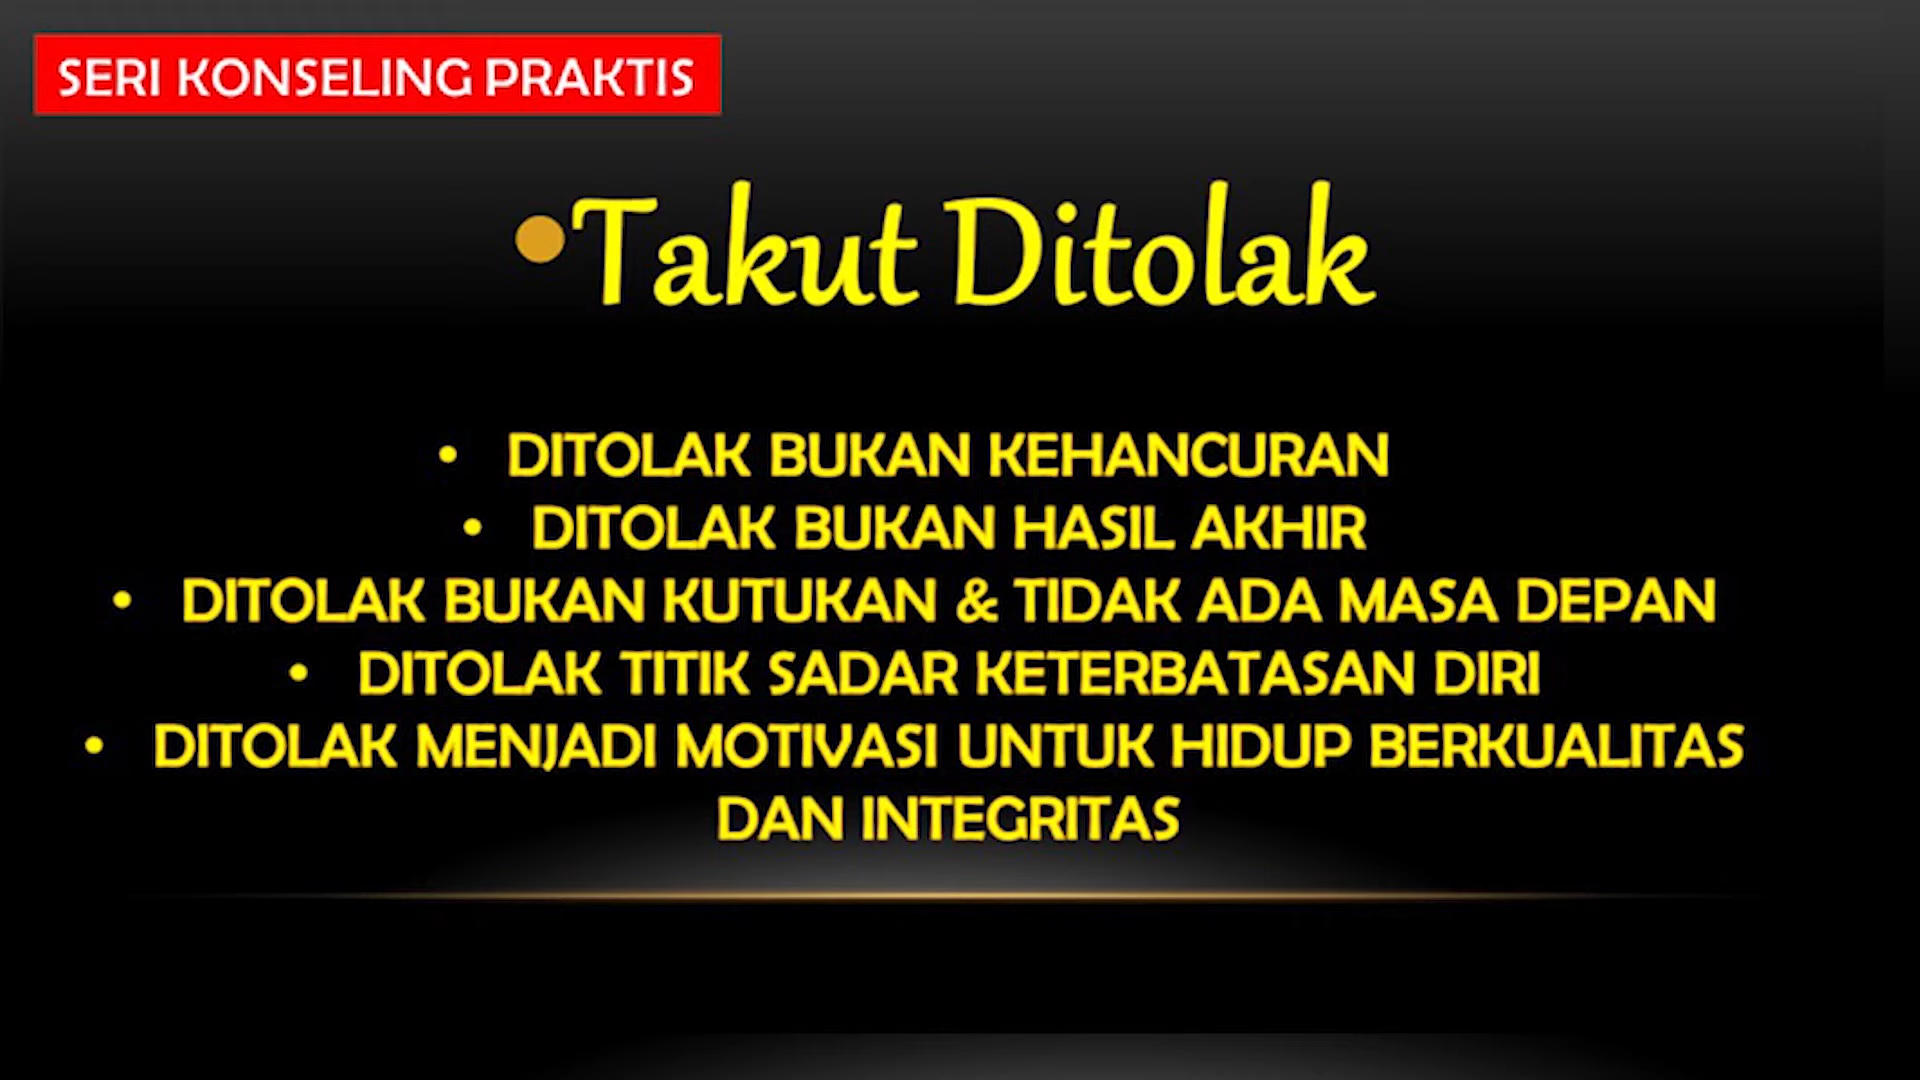 SERI KONSELING PRAKTIS
•Takut Ditolak
• DITOLAK BUKAN KEHANCURAN
• DITOLAK BUKAN HASIL AKHIR
• DITOLAK BUKAN KUTUKAN & TIDAK ADA MASA DEPAN
• DITOLAK TITIK SADAR KETERBATASAN DIRI
• DITOLAK MENJADI MOTIVASI UNTUK HIDUP BERKUALITAS
DAN INTEGRITAS